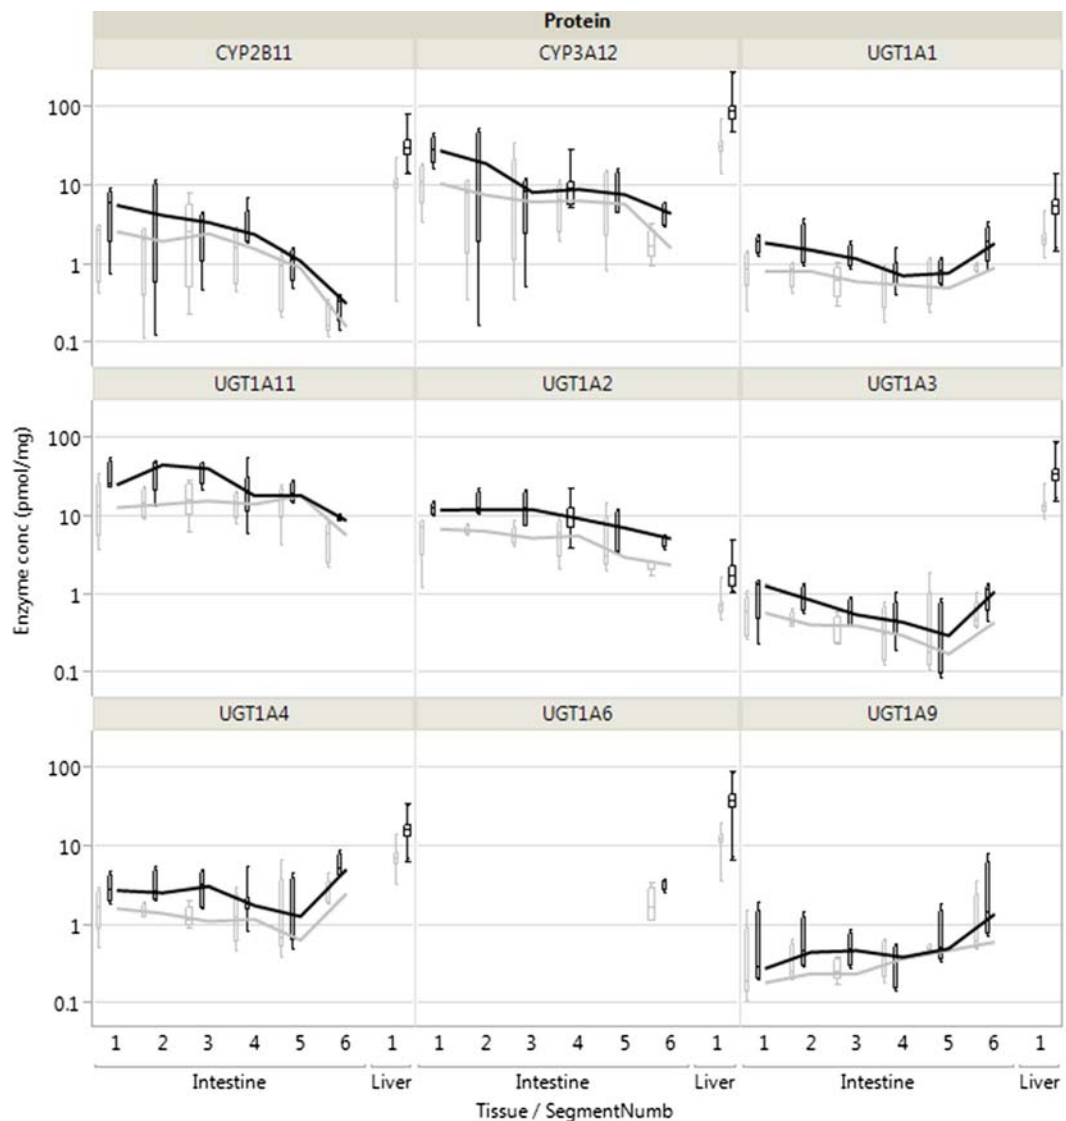 Protein
CYP2B11 CYP3A12 UGT1A1
100
10
1
0.1
UGT1A11 UGT1A2 UGT1A3
100
10
1
0.1
Enzyme conc (pmol/mg)
UGT1A4 UGT1A6 UGT1A9
100
10
1
0.1
1 2 3 4 5 6 1 1 2 3 4 5 6 1 1 2 3 4 5 6 1
Intestine Liver Intestine Liver Intestine Liver
Tissue / SegmentNumb